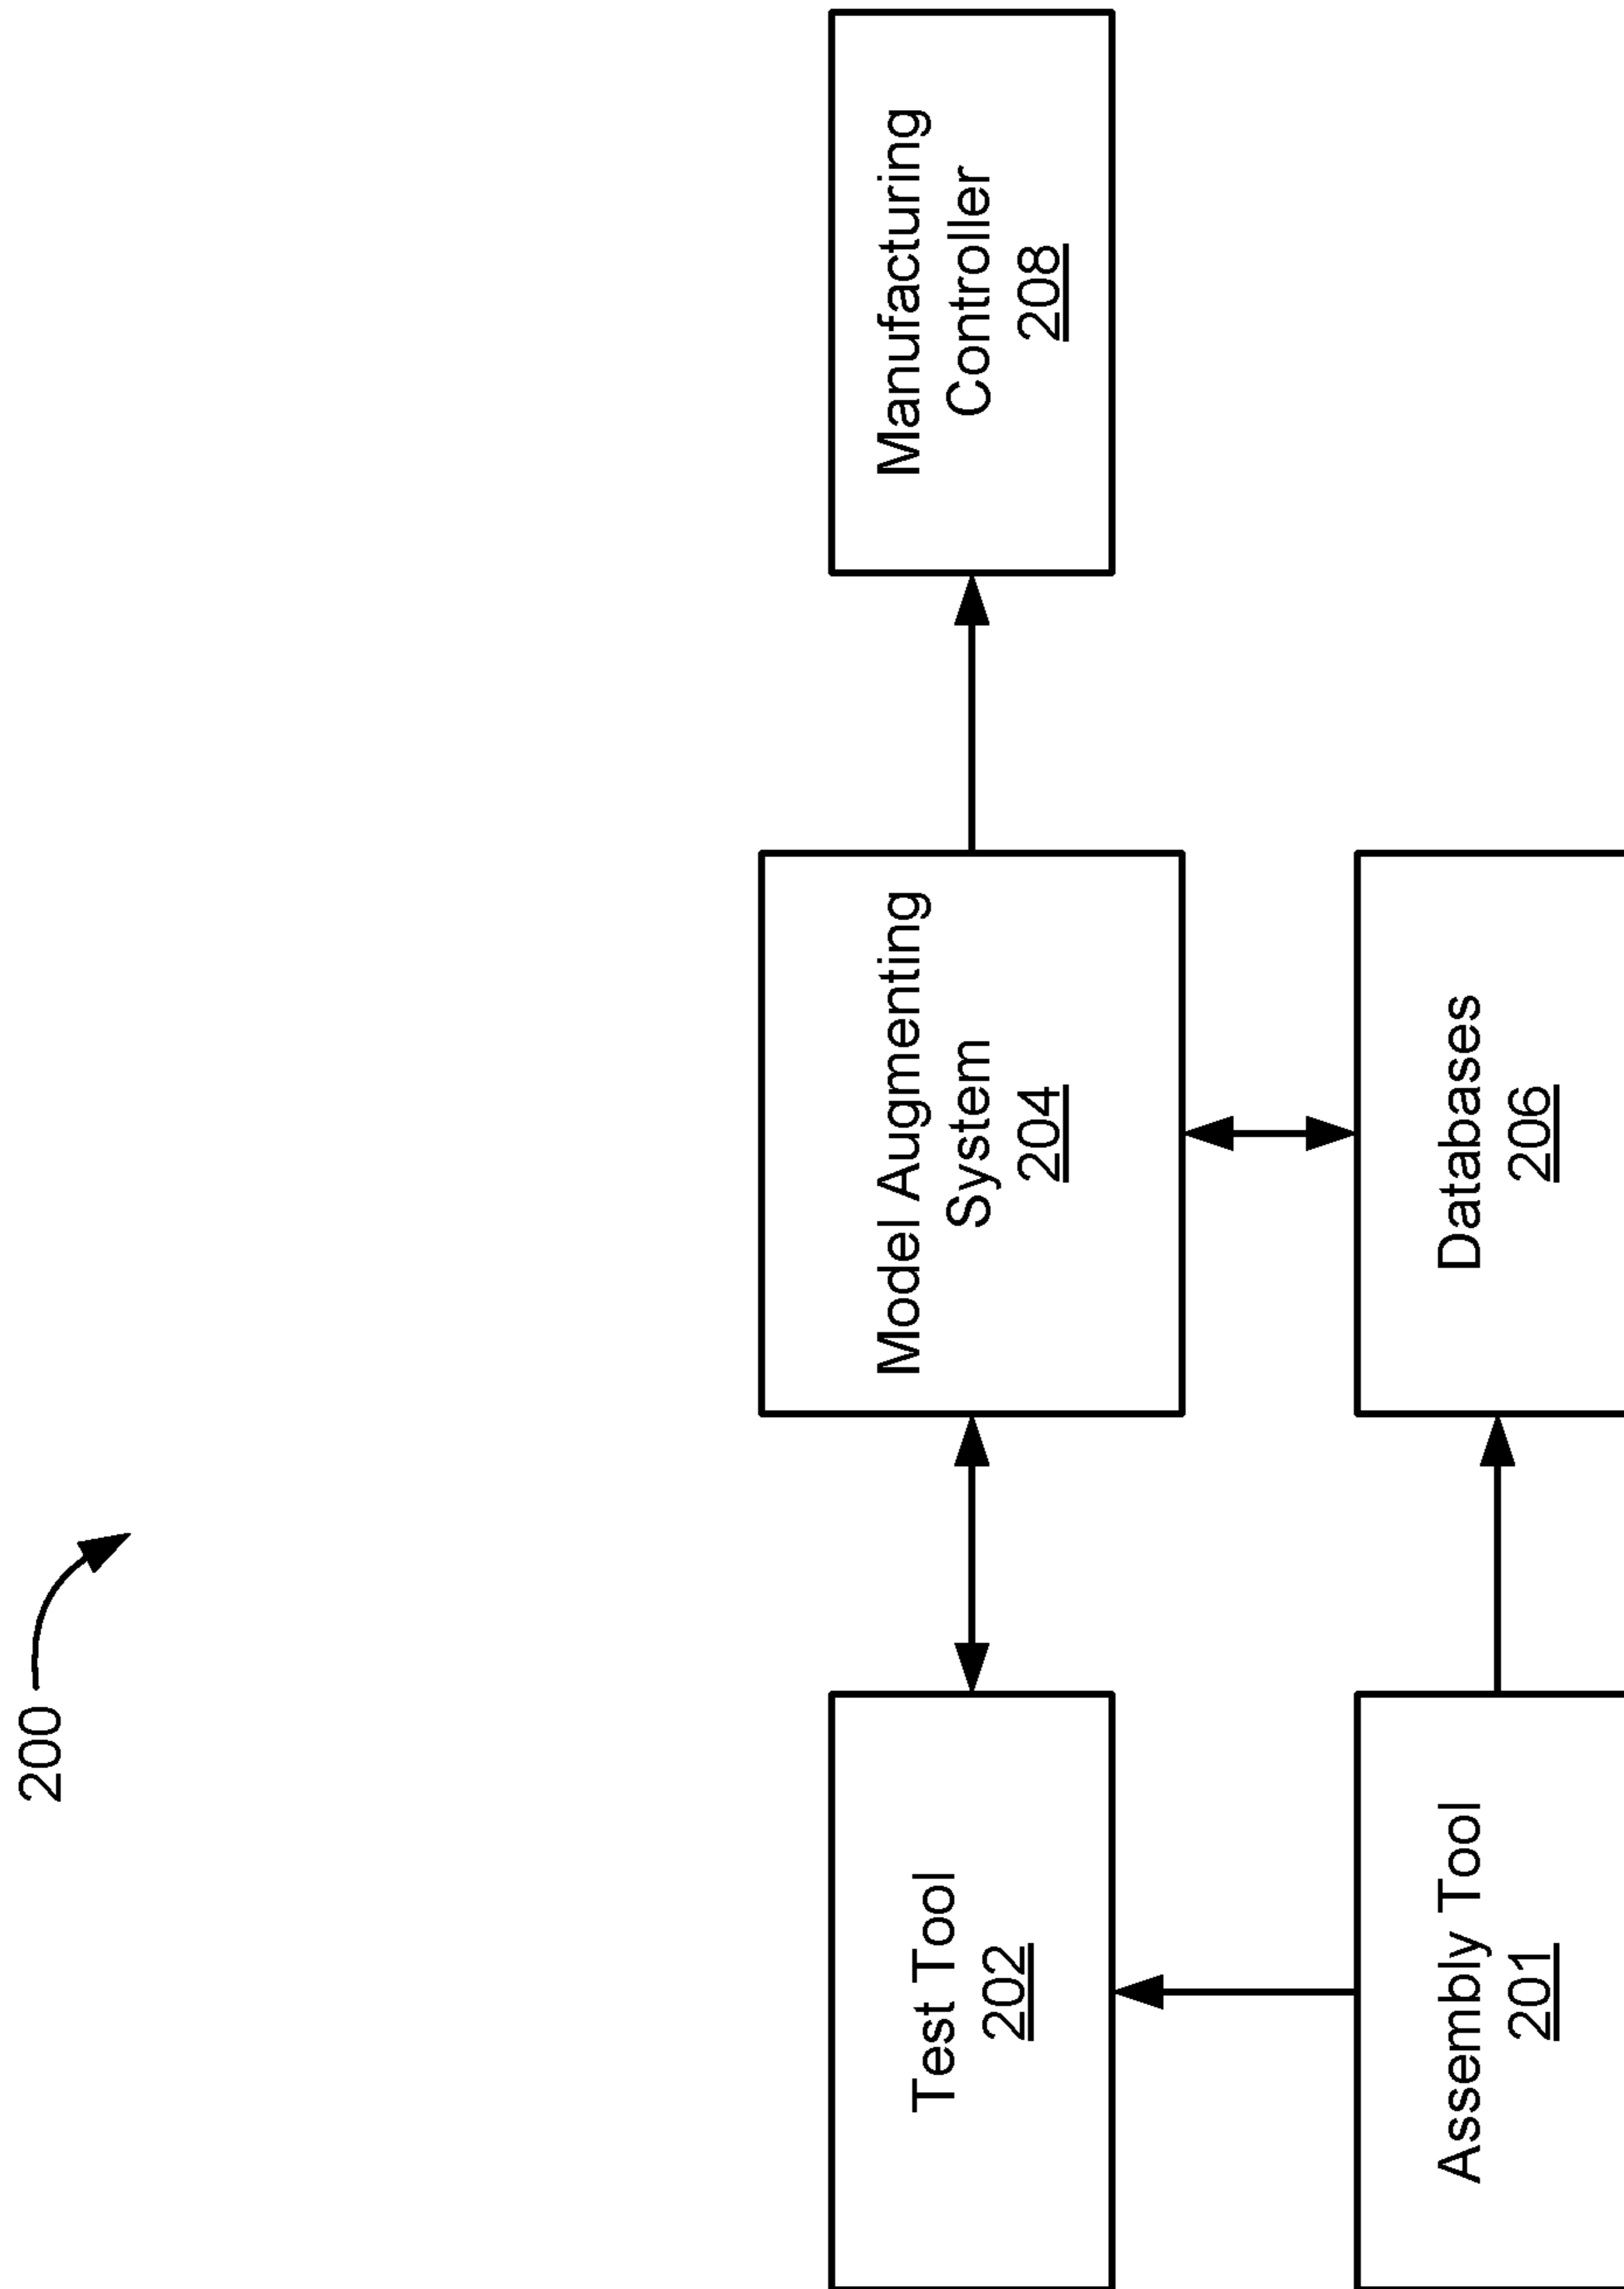 200
Test Tool
202
Model Augmenting
System
204
Manufacturing
Controller
208
Assembly Tool
201
Databases
206